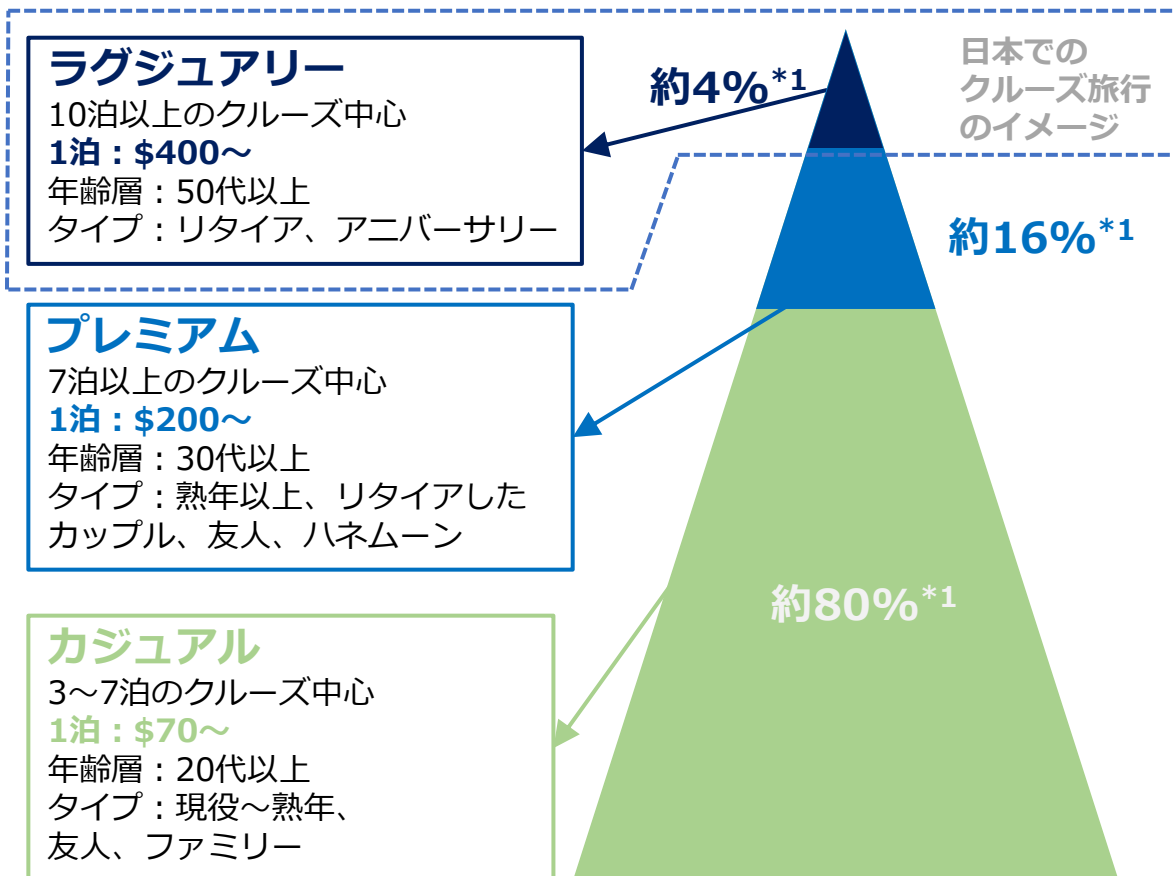 ラグジュアリー
10泊以上のクルーズ中心
1泊：$400～
年齢層：50代以上
タイプ：リタイア、アニバーサリー
約4%*1
日本での
クルーズ旅行
のイメージ
約16%*1
プレミアム
7泊以上のクルーズ中心
1泊：$200～
年齢層：30代以上
タイプ：熟年以上、リタイアした
カップル、友人、ハネムーン
約80%*1
カジュアル
3～7泊のクルーズ中心
1泊：$70～
年齢層：20代以上
タイプ：現役～熟年、
友人、ファミリー